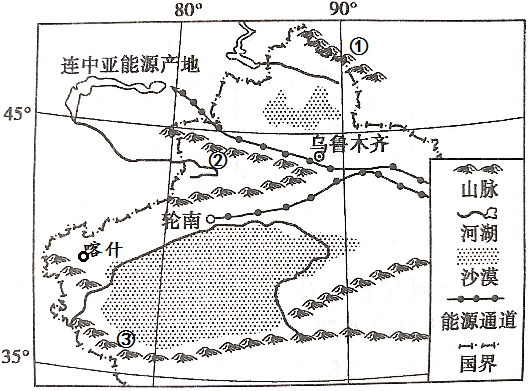 80° 90°
①
连中亚能源产地
45°
乌鲁木齐
②
轮南
喀什
③
35°
山脉
河湖
沙漠
能源通道
国界